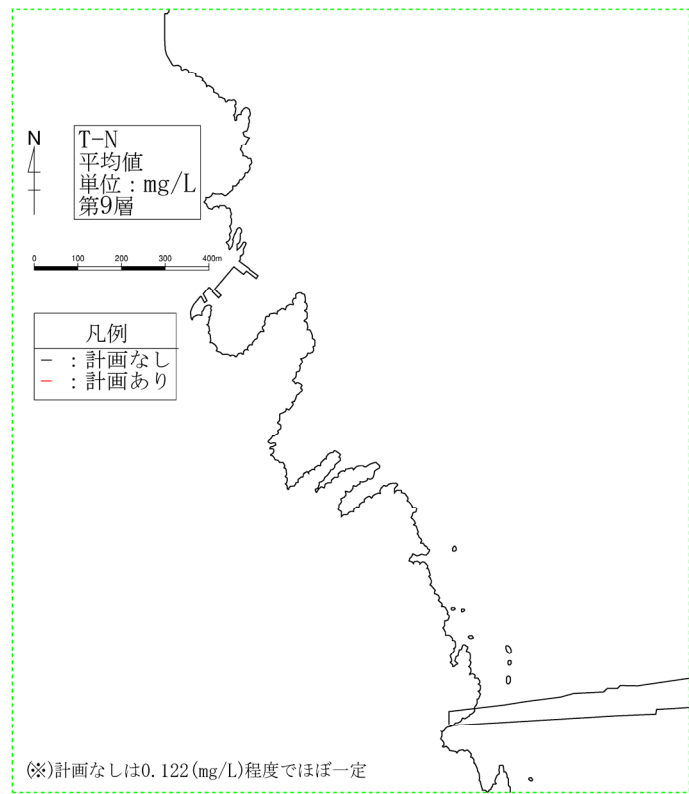 N
T-N
平均値
単位：mg/L
第9層
0 100 200 300 400m
凡例
― ：計画なし
― ：計画あり
(※)計画なしは0.122(mg/L)程度でほぼ一定